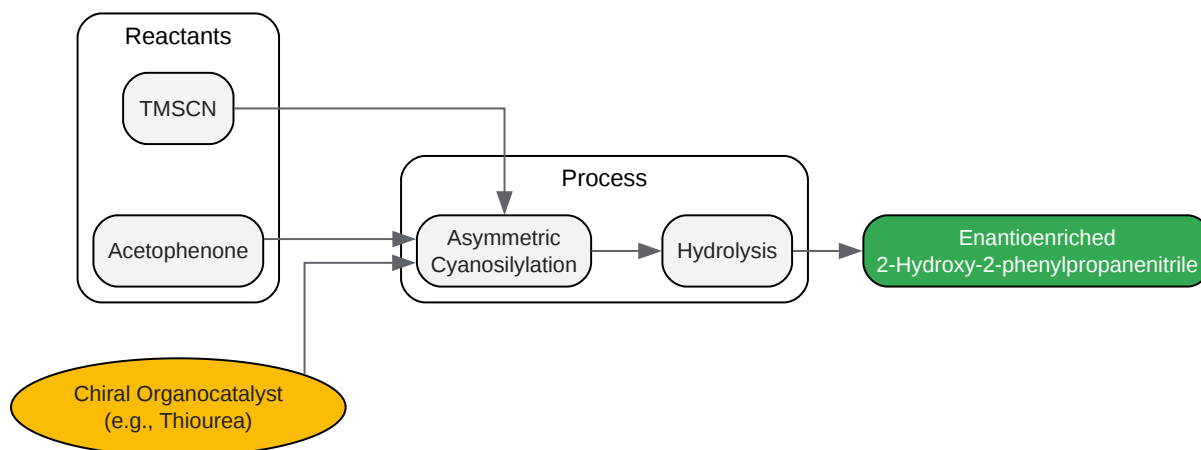 Reactants
TMSCN
Acetophenone
Process
Asymmetric
Cyanosilylation
Hydrolysis
Enantioenriched
2-Hydroxy-2-phenylpropanenitrile
Chiral Organocatalyst
(e.g., Thiourea)